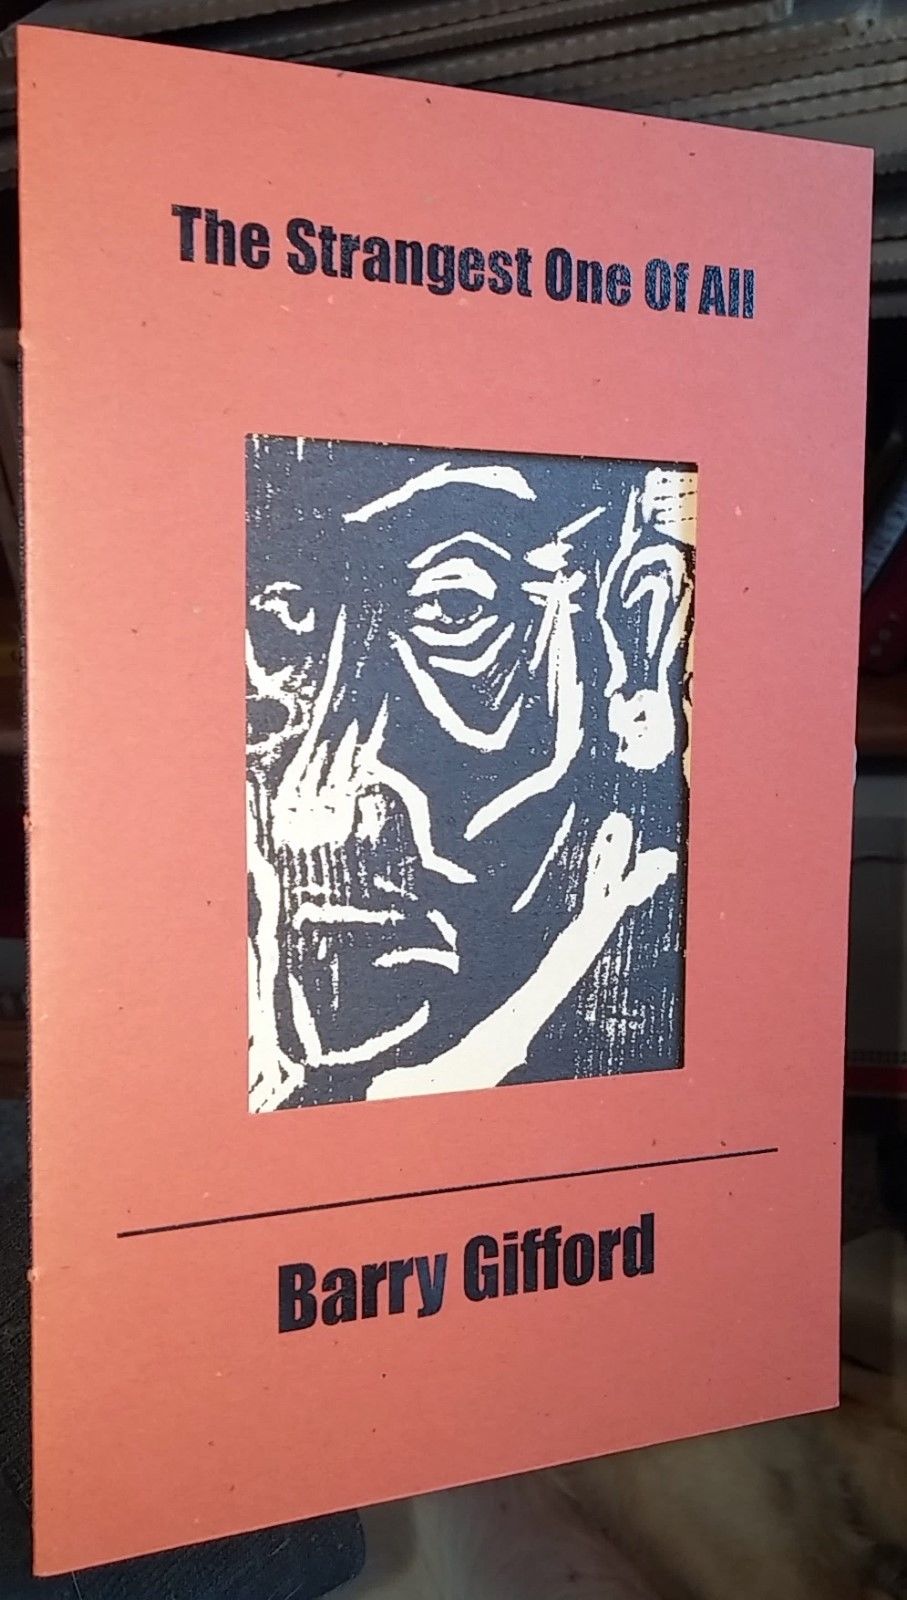 The Strangest One Of All
Barry Gifford